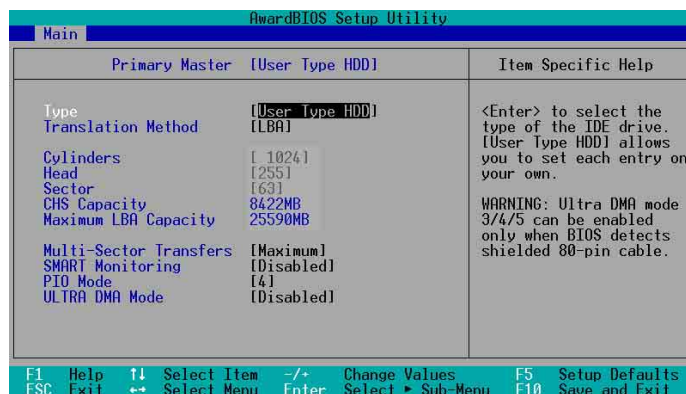 AwardBIOS Setup Utility
Main
Primary Master [User Type HDD]
Item Specific Help
Type [User Type HDD]
Translation Method [LBA]
Cylinders [ 1024]
Head [255]
Sector [63]
CHS Capacity 8422MB
Maximum LBA Capacity 25590MB
Multi-Sector Transfers [Maximum]
SMART Monitoring [Disabled]
PIO Mode [4]
ULTRA DMA Mode [Disabled]
<Enter> to select the
type of the IDE drive.
[User Type HDD] allows
you to set each entry on
your own.
WARNING: Ultra DMA mode
3/4/5 can be enabled
only when BIOS detects
shielded 80-pin cable.
F1 Help ↑↓ Select Item -/+ Change Values F5 Setup Defaults
ESC Exit ←→ Select Menu Enter Select ► Sub-Menu F10 Save and Exit